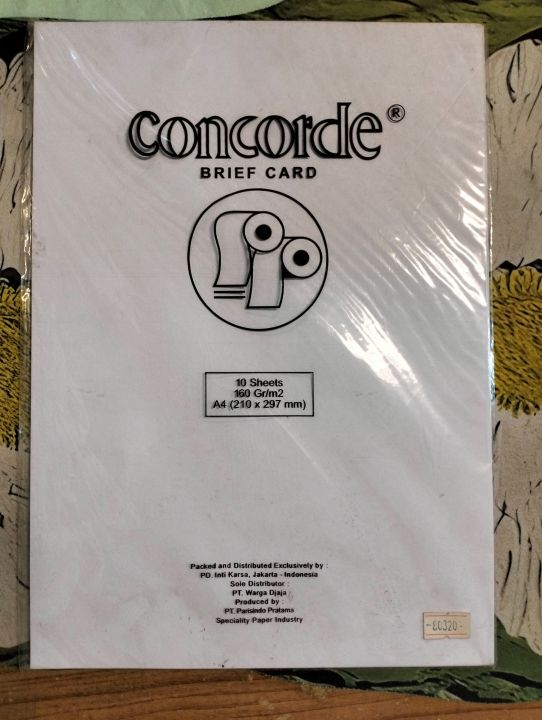 concorde®
BRIEF CARD
10 Sheets
160 Gr/m2
A4 (210 x 297 mm)
Packed and Distributed Exclusively by :
PD. Inti Karsa, Jakarta - Indonesia
Sole Distributor :
PT. Warga Djaja
Produced by :
PT. Parisindo Pratama
Speciality Paper Industry
-60320-